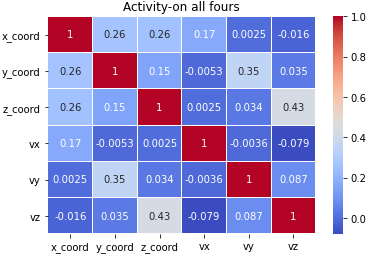 Activity-on all fours
x_coord 1 0.26 0.26 0.17 0.0025 -0.016
y_coord 0.26 1 0.15 -0.0053 0.35 0.035
z_coord 0.26 0.15 1 0.0025 0.034 0.43
vx 0.17 -0.0053 0.0025 1 -0.0036 -0.079
vy 0.0025 0.35 0.034 -0.0036 1 0.087
vz -0.016 0.035 0.43 -0.079 0.087 1
x_coord y_coord z_coord vx vy vz
1.0
0.8
0.6
0.4
0.2
0.0